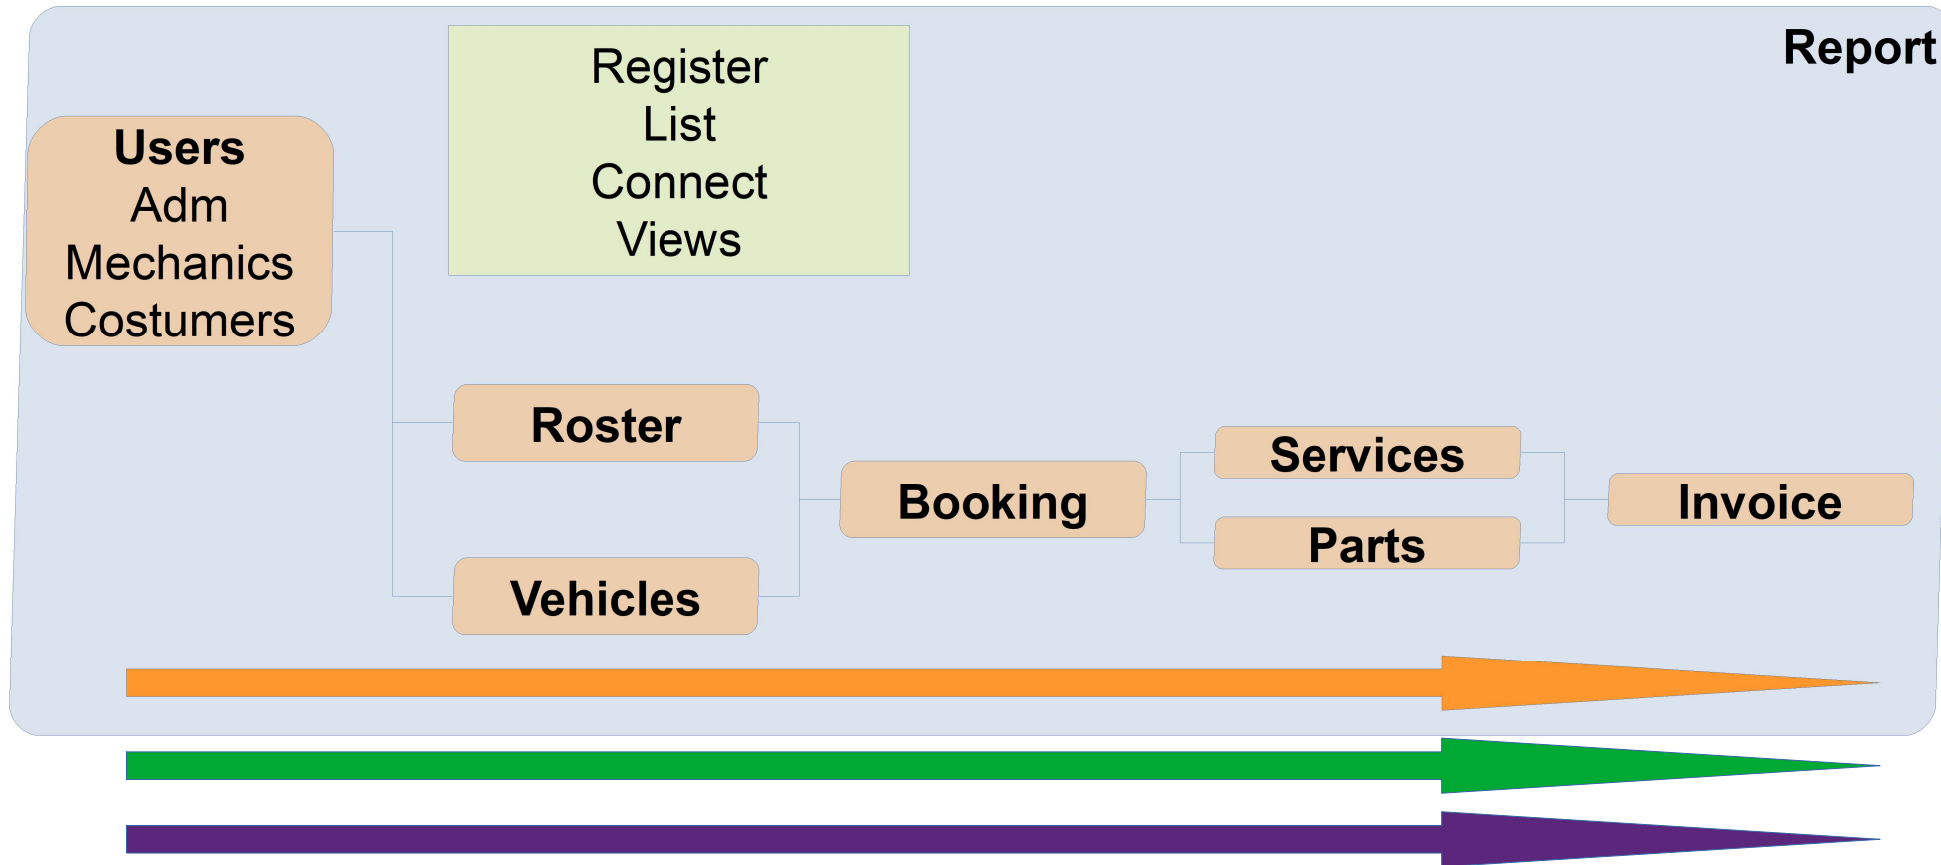 Report
Users
Adm
Mechanics
Costumers
Register
List
Connect
Views
Roster
Vehicles
Booking
Services
Parts
Invoice